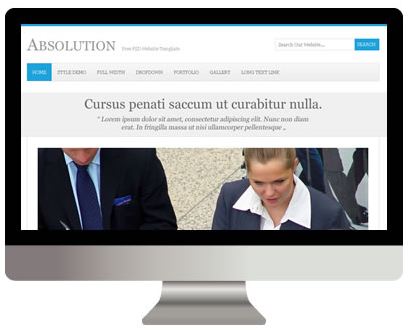 ABSOLUTION Free PSD Website Template
Search Our Website... SEARCH
HOME STYLE DEMO FULL WIDTH DROPDOWN PORTFOLIO GALLERY LONG TEXT LINK
Cursus penati saccum ut curabitur nulla.
“ Lorem ipsum dolor sit amet, consectetur adipiscing elit. Nunc non diam
erat. In fringilla massa ut nisi ullamcorper pellentesque „